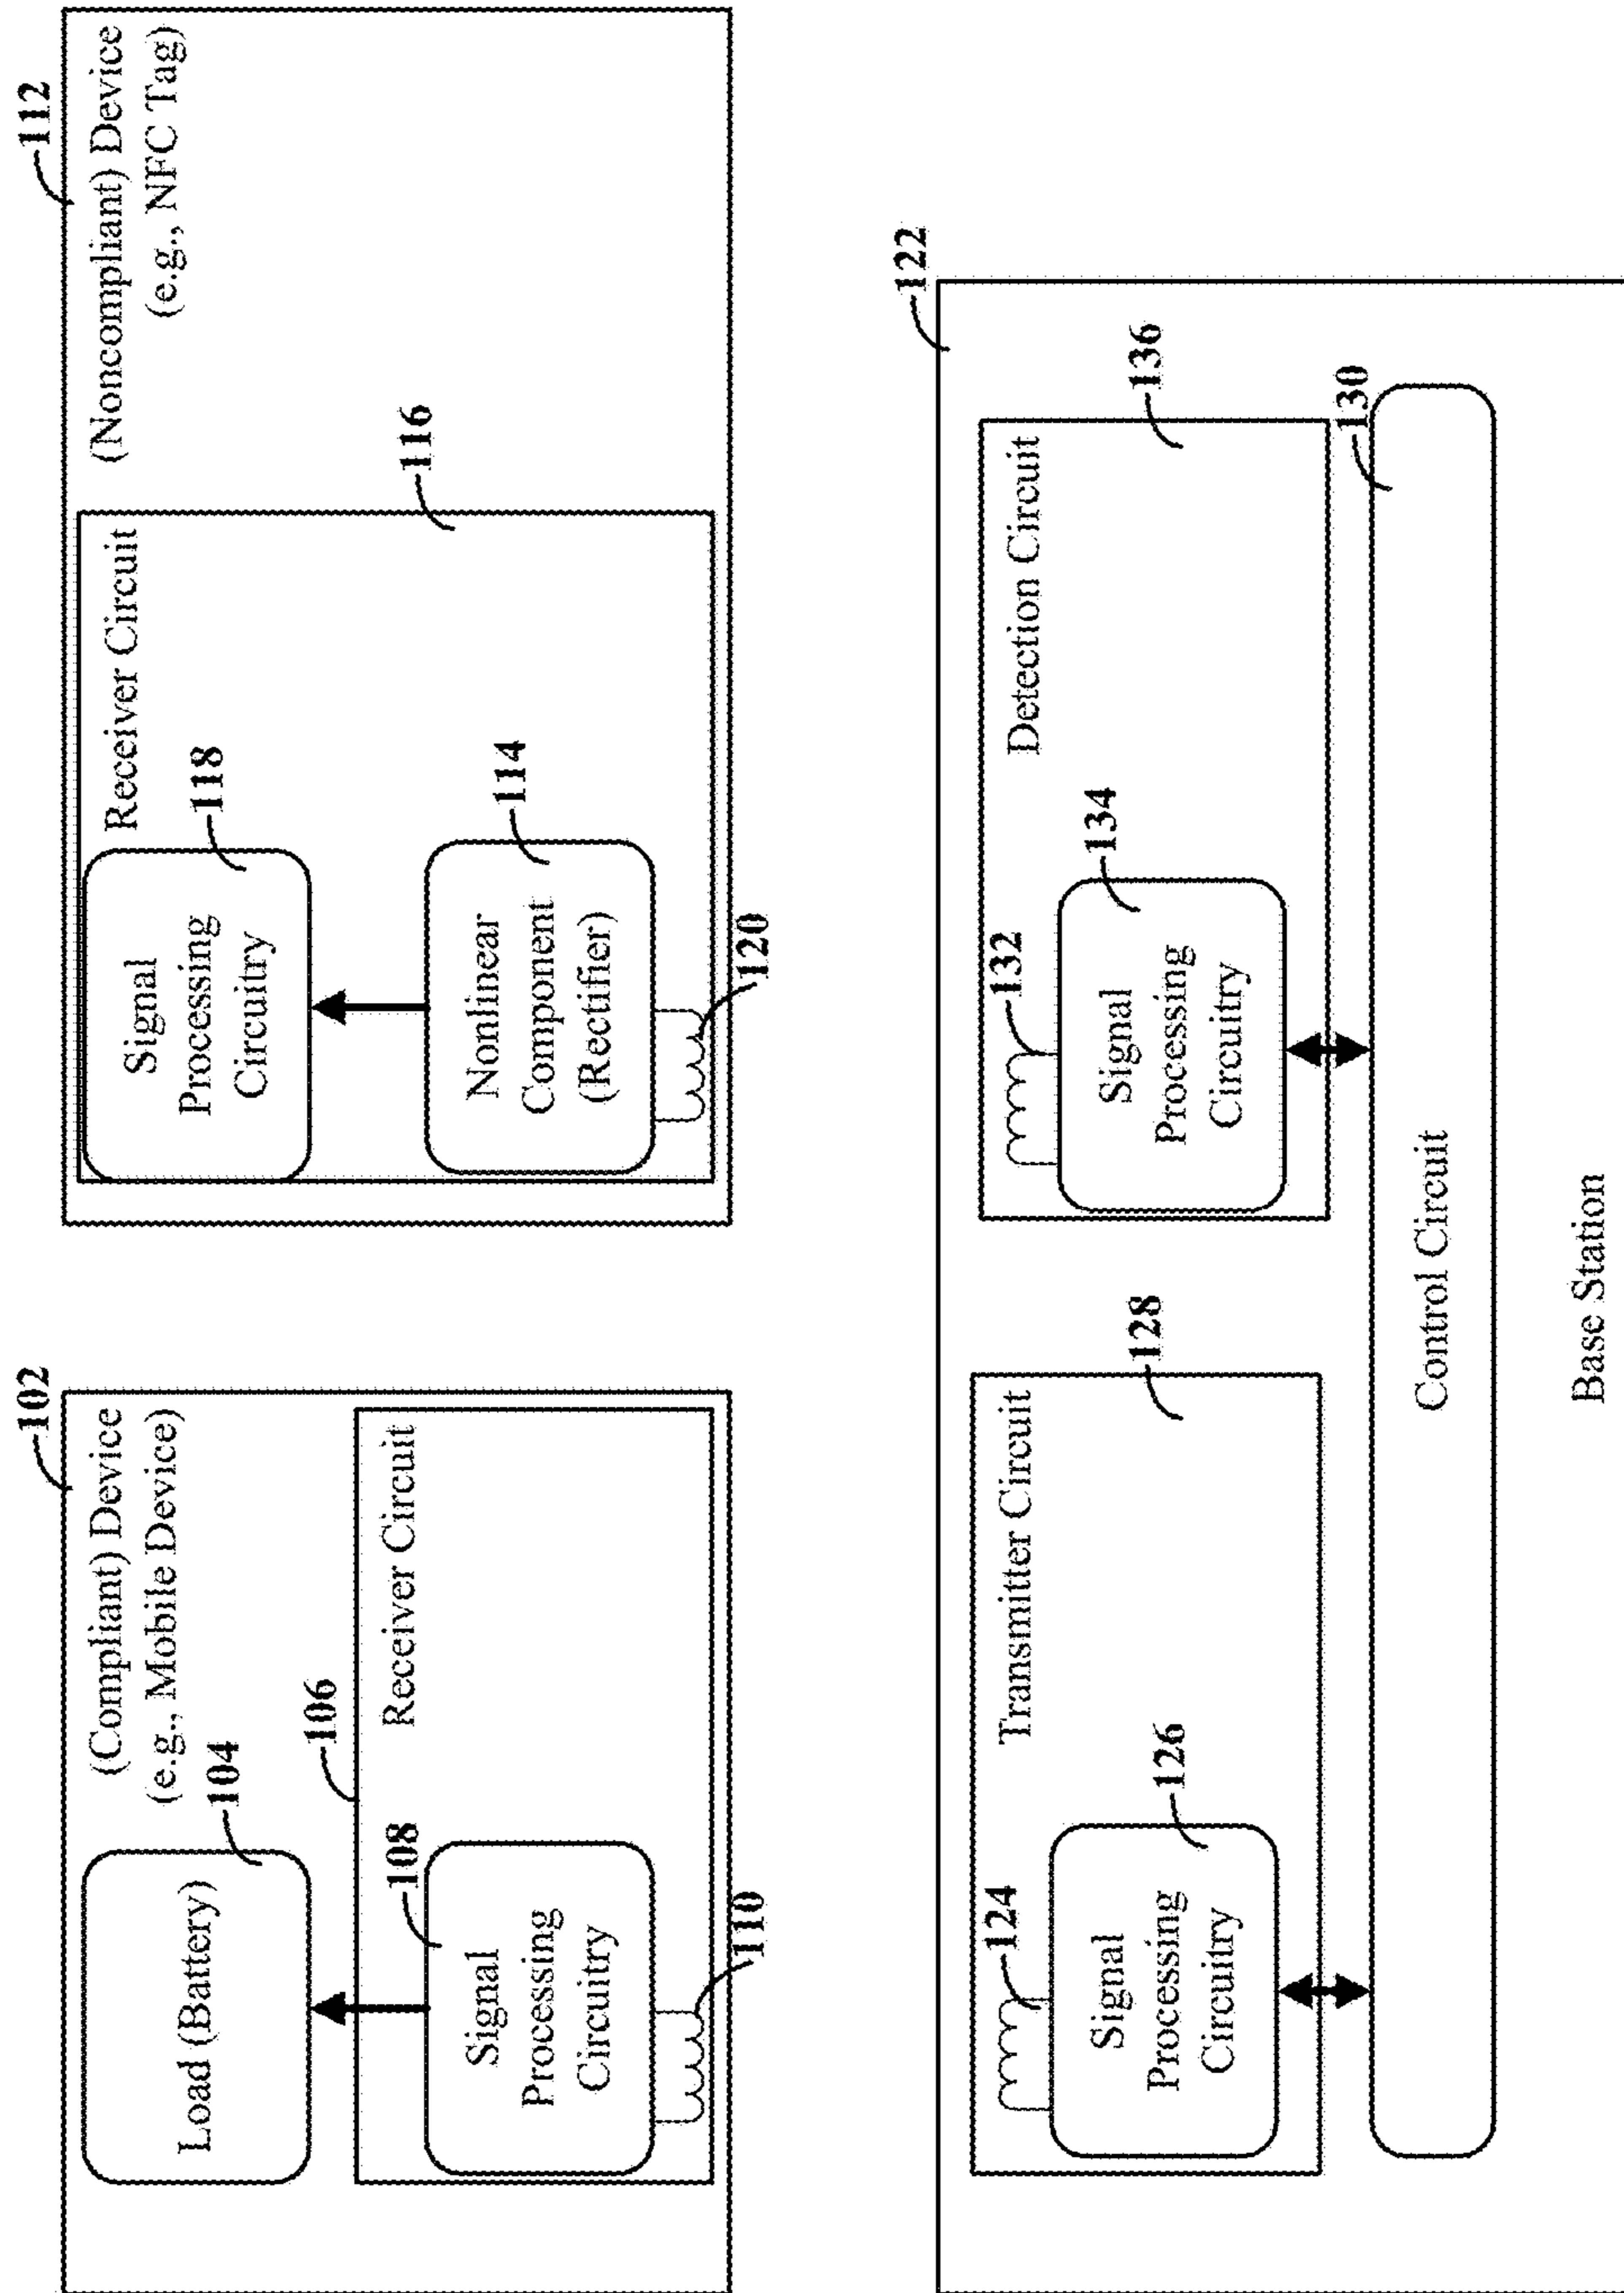 102
(Compliant) Device
(e.g., Mobile Device)
104
Load (Battery)
106
Receiver Circuit
108
Signal
Processing
Circuitry
110
112
(Noncompliant) Device
(e.g., NFC Tag)
116
Receiver Circuit
118
Signal
Processing
Circuitry
114
Nonlinear
Component
(Rectifier)
120
122
Transmitter Circuit
128
124
126
Signal
Processing
Circuitry
Detection Circuit
136
132
134
Signal
Processing
Circuitry
130
Control Circuit
Base Station